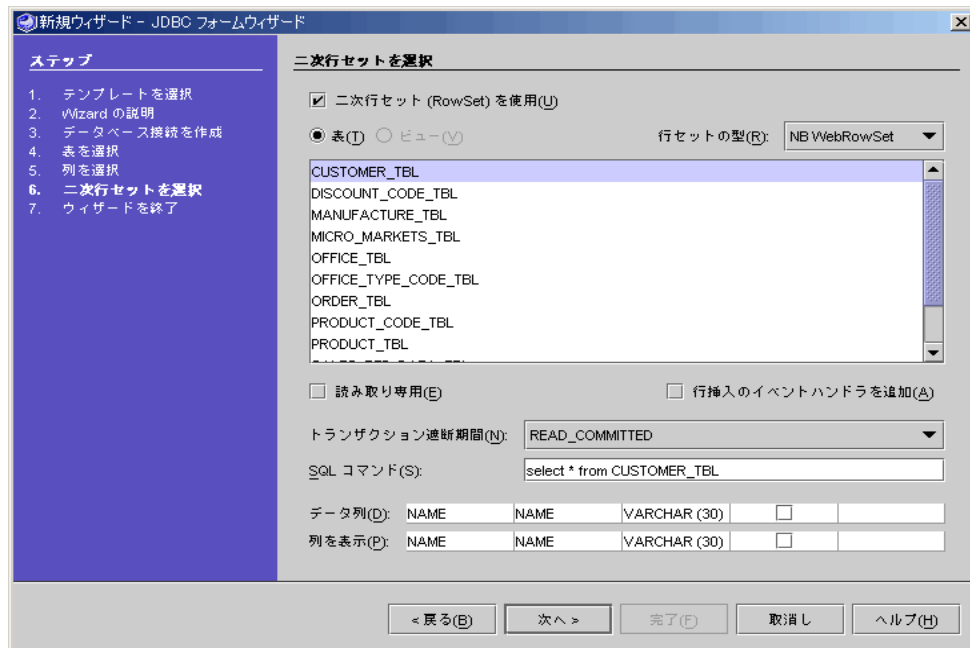 新規ウィザード - JDBC フォームウィザード
ステップ
1. テンプレートを選択
2. Wizard の説明
3. データベース接続を作成
4. 表を選択
5. 列を選択
6. 二次行セットを選択
7. ウィザードを終了
二次行セットを選択
二次行セット (RowSet) を使用(U)
表(T) ビュー(V) 行セットの型(R): NB WebRowSet
CUSTOMER_TBL
DISCOUNT_CODE_TBL
MANUFACTURE_TBL
MICRO_MARKETS_TBL
OFFICE_TBL
OFFICE_TYPE_CODE_TBL
ORDER_TBL
PRODUCT_CODE_TBL
PRODUCT_TBL
読み取り専用(E) 行挿入のイベントハンドラを追加(A)
トランザクション遮断期間(N): READ_COMMITTED
SQL コマンド(S): select * from CUSTOMER_TBL
データ列(D): NAME NAME VARCHAR (30)
列を表示(P): NAME NAME VARCHAR (30)
< 戻る(B) 次へ > 完了(F) 取消し ヘルプ(H)